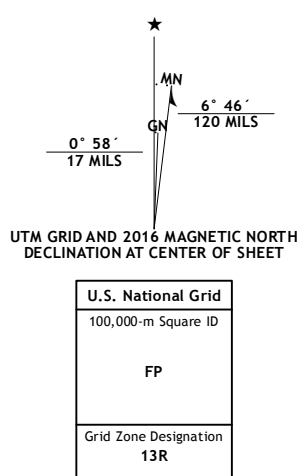 ★
MN
6° 46´
120 MILS
GN
0° 58´
17 MILS
UTM GRID AND 2016 MAGNETIC NORTH
DECLINATION AT CENTER OF SHEET
U.S. National Grid
100,000-m Square ID
FP
Grid Zone Designation
13R